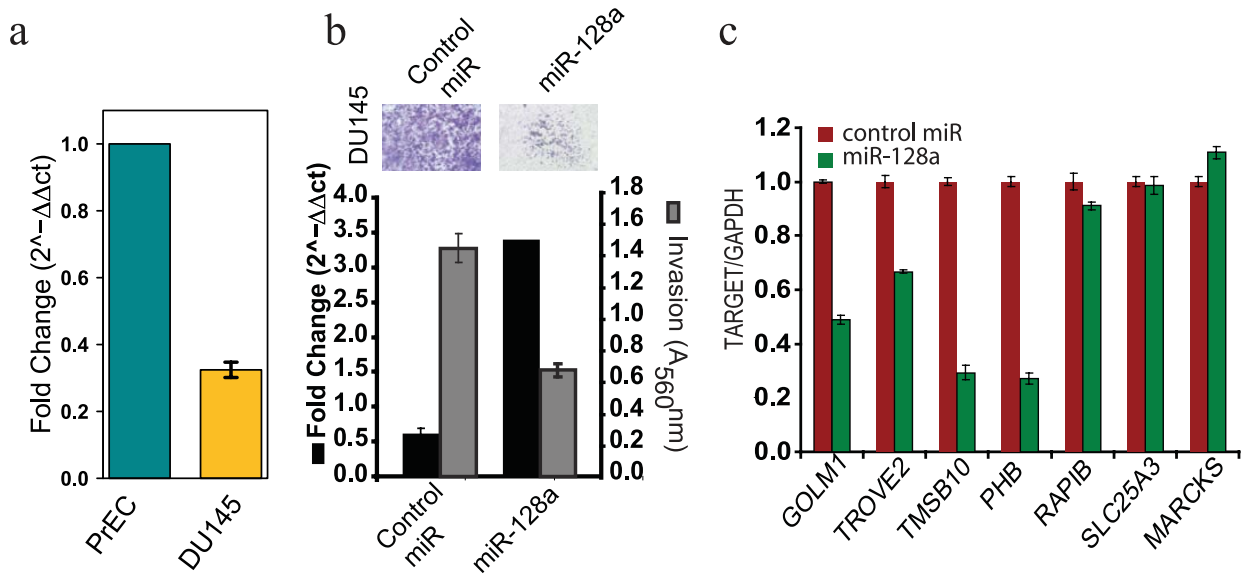 a
Fold Change (2^−ΔΔct)
1.0
0.8
0.6
0.4
0.2
0.0
PrEC
DU145
b
Control
miR
miR-128a
DU145
Fold Change (2^−ΔΔct)
4.0
3.5
3.0
2.5
2.0
1.5
1.0
0.5
0.0
1.8
1.6
1.4
1.2
1.0
0.8
0.6
0.4
0.2
0.0
Invasion (A560nm)
Control
miR
miR-128a
c
control miR
miR-128a
TARGET/GAPDH
1.2
1.0
0.8
0.6
0.4
0.2
0.0
GOLM1
TROVE2
TMSB10
PHB
RAPIB
SLC25A3
MARCKS